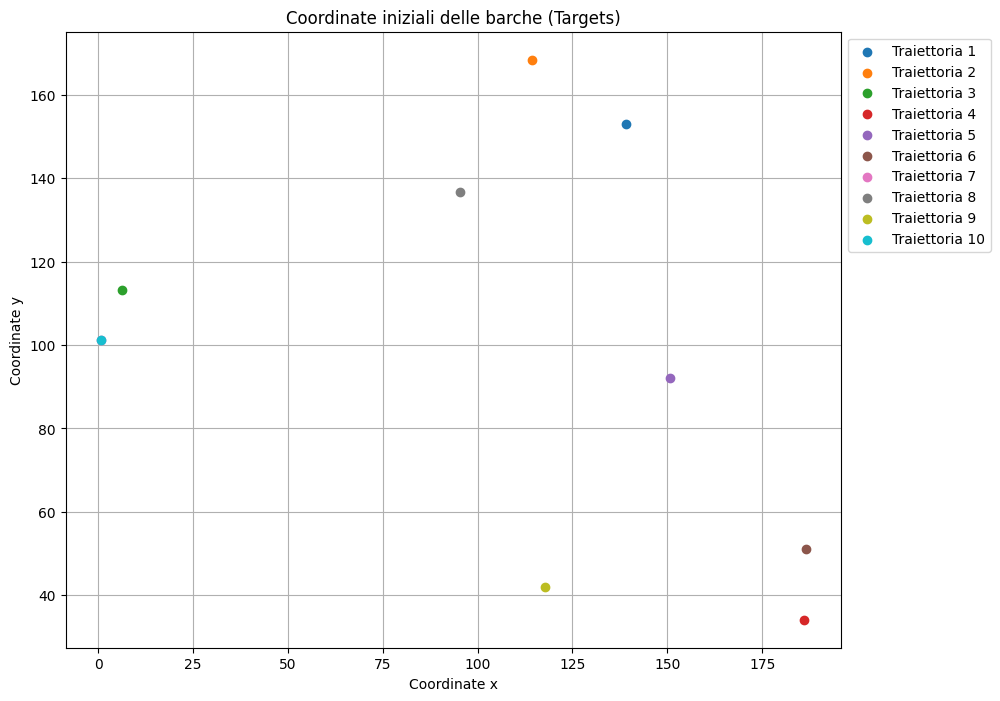 Coordinate iniziali delle barche (Targets)
Traiettoria 1
Traiettoria 2
Traiettoria 3
Traiettoria 4
Traiettoria 5
Traiettoria 6
Traiettoria 7
Traiettoria 8
Traiettoria 9
Traiettoria 10
Coordinate y
160
140
120
100
80
60
40
0 25 50 75 100 125 150 175
Coordinate x